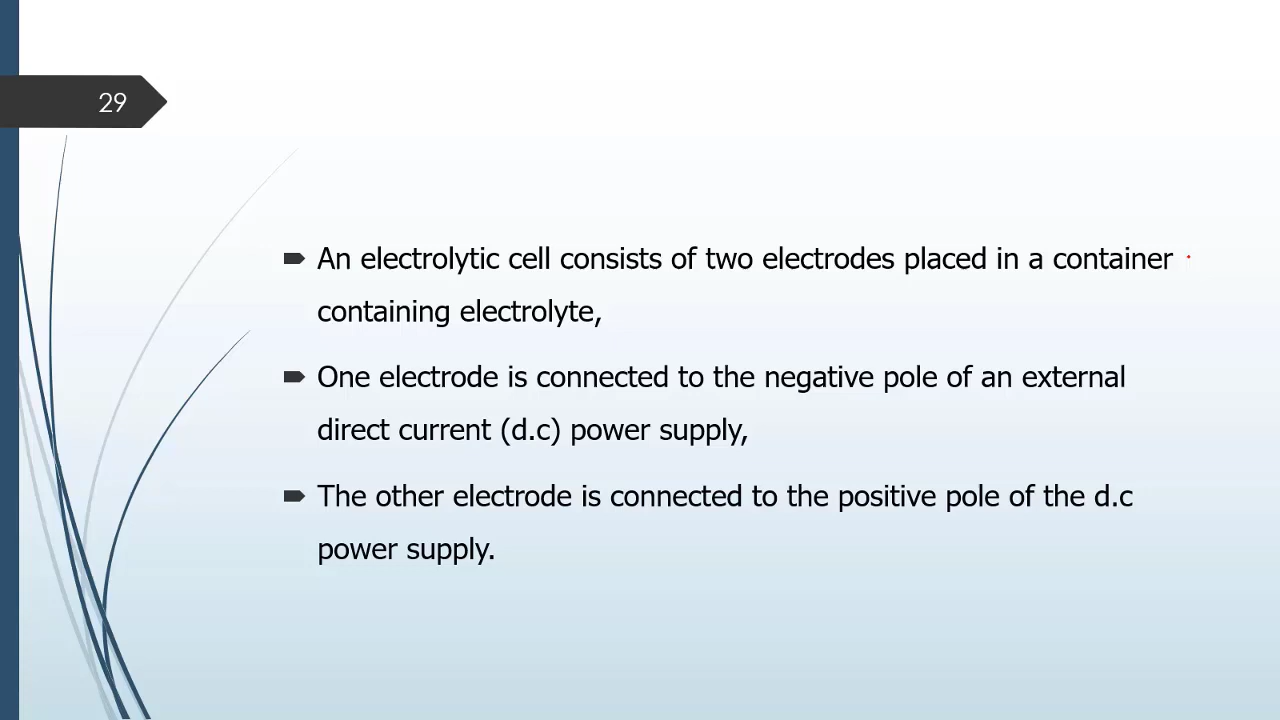 29
An electrolytic cell consists of two electrodes placed in a container
containing electrolyte,
One electrode is connected to the negative pole of an external
direct current (d.c) power supply,
The other electrode is connected to the positive pole of the d.c
power supply.